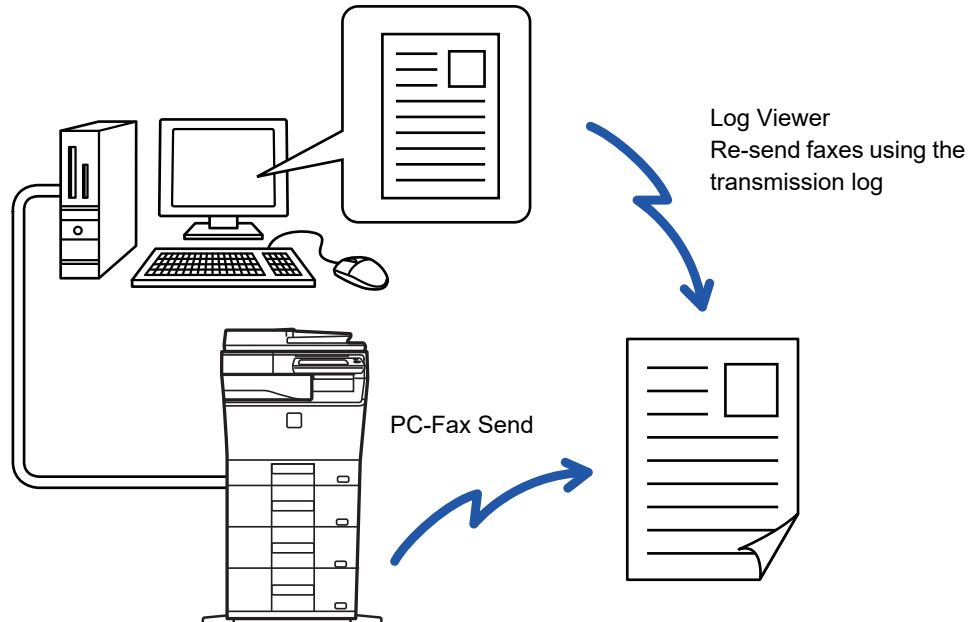 Log Viewer
Re-send faxes using the
transmission log
PC-Fax Send